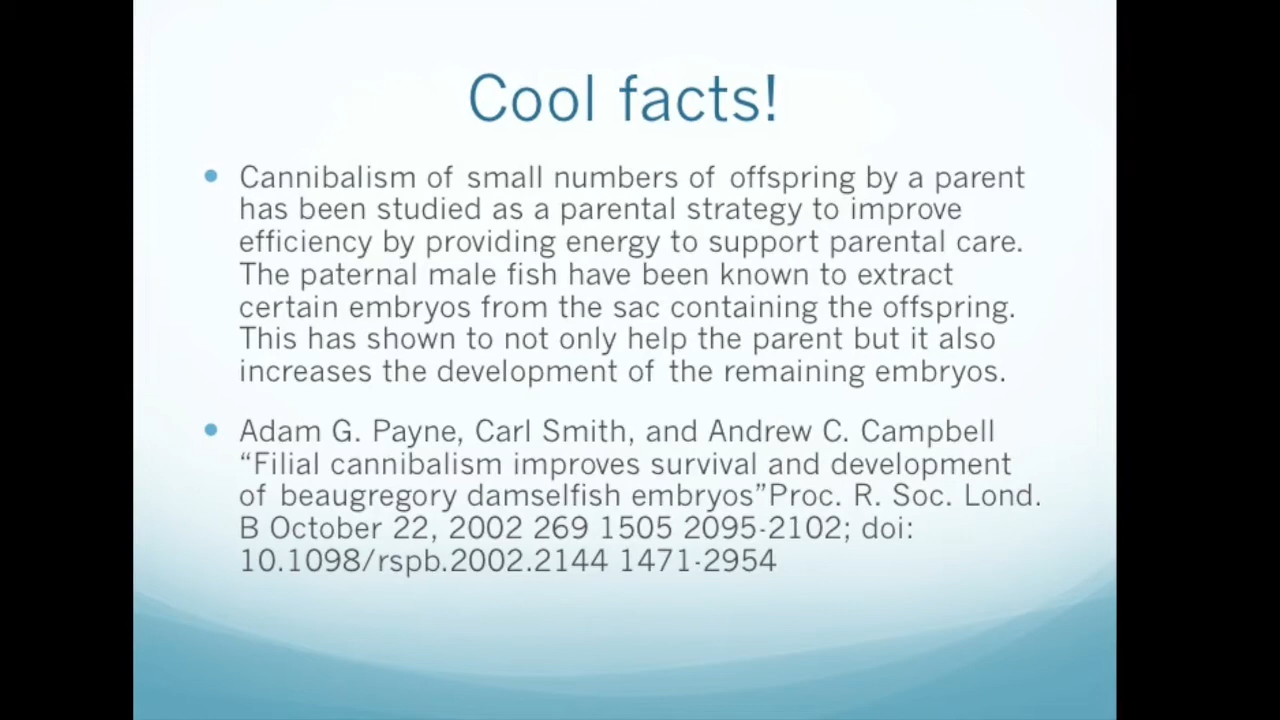 Cool facts!
Cannibalism of small numbers of offspring by a parent
has been studied as a parental strategy to improve
efficiency by providing energy to support parental care.
The paternal male fish have been known to extract
certain embryos from the sac containing the offspring.
This has shown to not only help the parent but it also
increases the development of the remaining embryos.
Adam G. Payne, Carl Smith, and Andrew C. Campbell
“Filial cannibalism improves survival and development
of beaugregory damselfish embryos”Proc. R. Soc. Lond.
B October 22, 2002 269 1505 2095-2102; doi:
10.1098/rspb.2002.2144 1471-2954